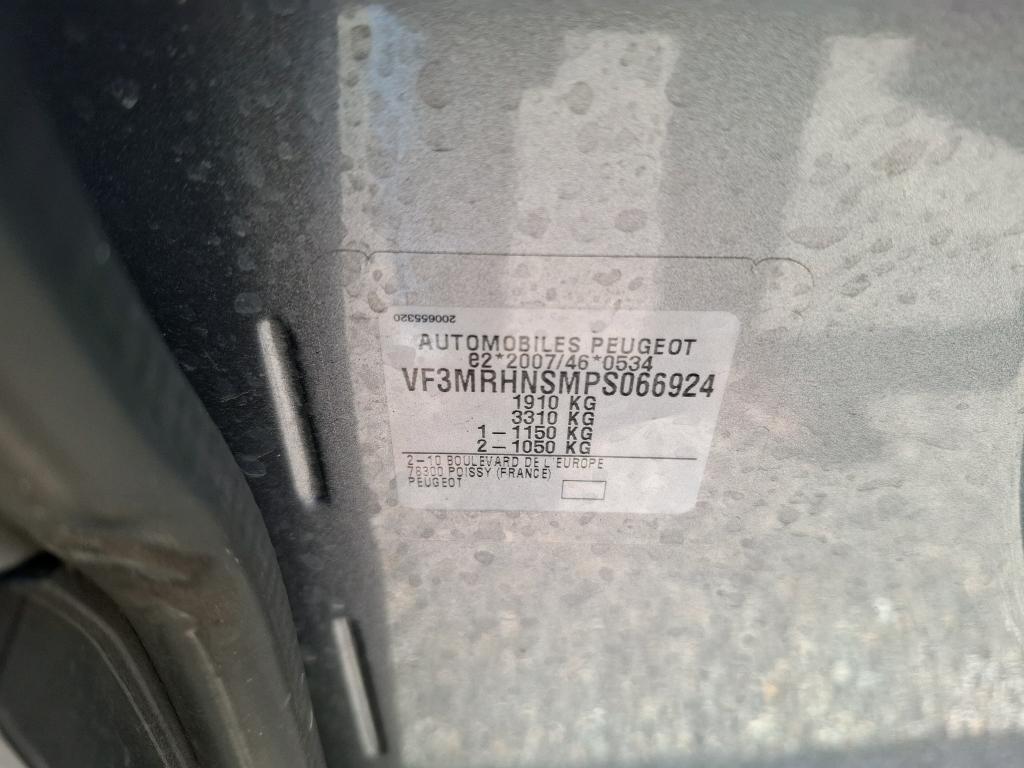 200655320
AUTOMOBILES PEUGEOT
e2*2007/46*0534
VF3MRHNSMPS066924
1910 KG
3310 KG
1-1150 KG
2-1050 KG
2-10 BOULEVARD DE L'EUROPE
78300 POISSY (FRANCE)
PEUGEOT